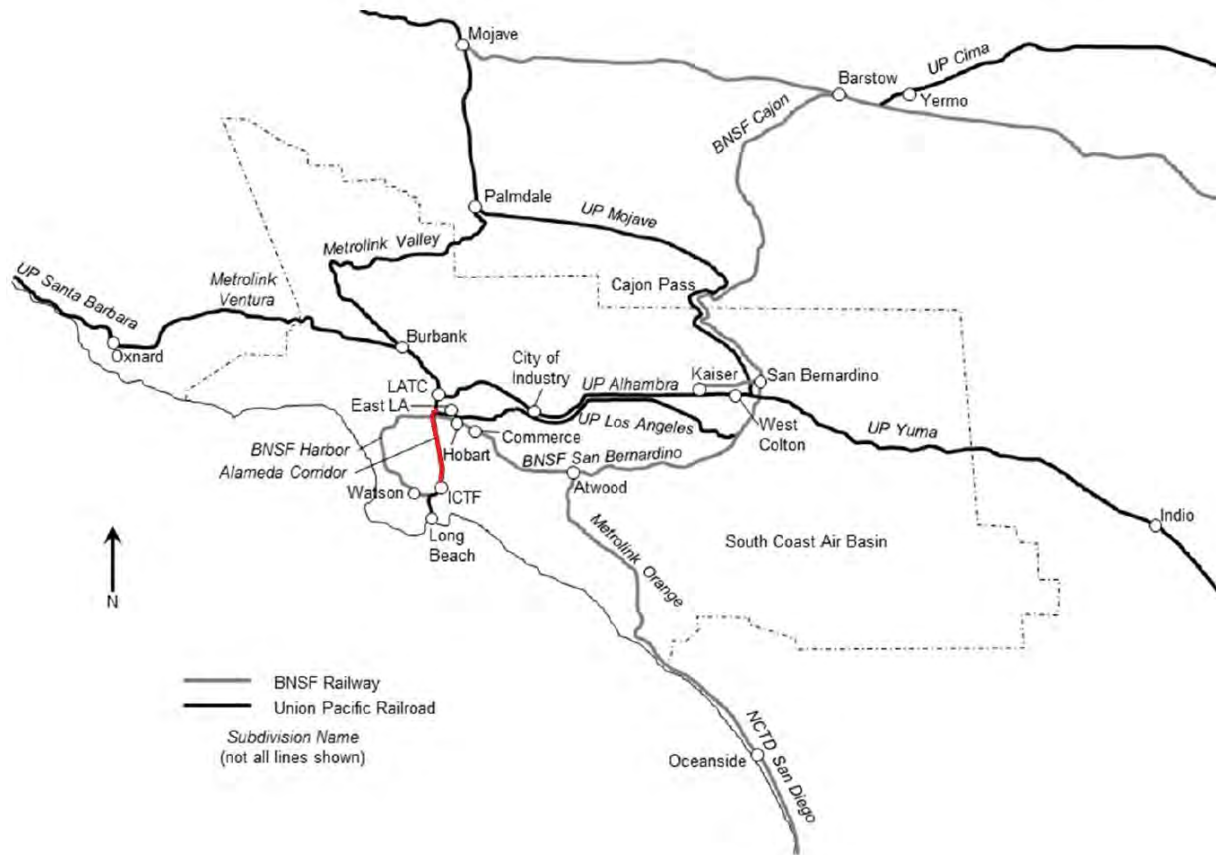 Mojave
UP Cima
Barstow
Yermo
BNSF Cajon
Palmdale
UP Mojave
Metrolink Valley
Cajon Pass
UP Santa Barbara
Metrolink
Ventura
Oxnard
Burbank
City of
Industry
Kaiser
San Bernardino
LATC
UP Alhambra
East LA
UP Los Angeles
West
Colton
UP Yuma
BNSF Harbor
Hobart
Commerce
Alameda Corridor
BNSF San Bernardino
Watson
ICTF
Atwood
Long
Beach
Indio
Metrolink Orange
South Coast Air Basin
N
BNSF Railway
Union Pacific Railroad
Subdivision Name
(not all lines shown)
Oceanside
NCTD San Diego